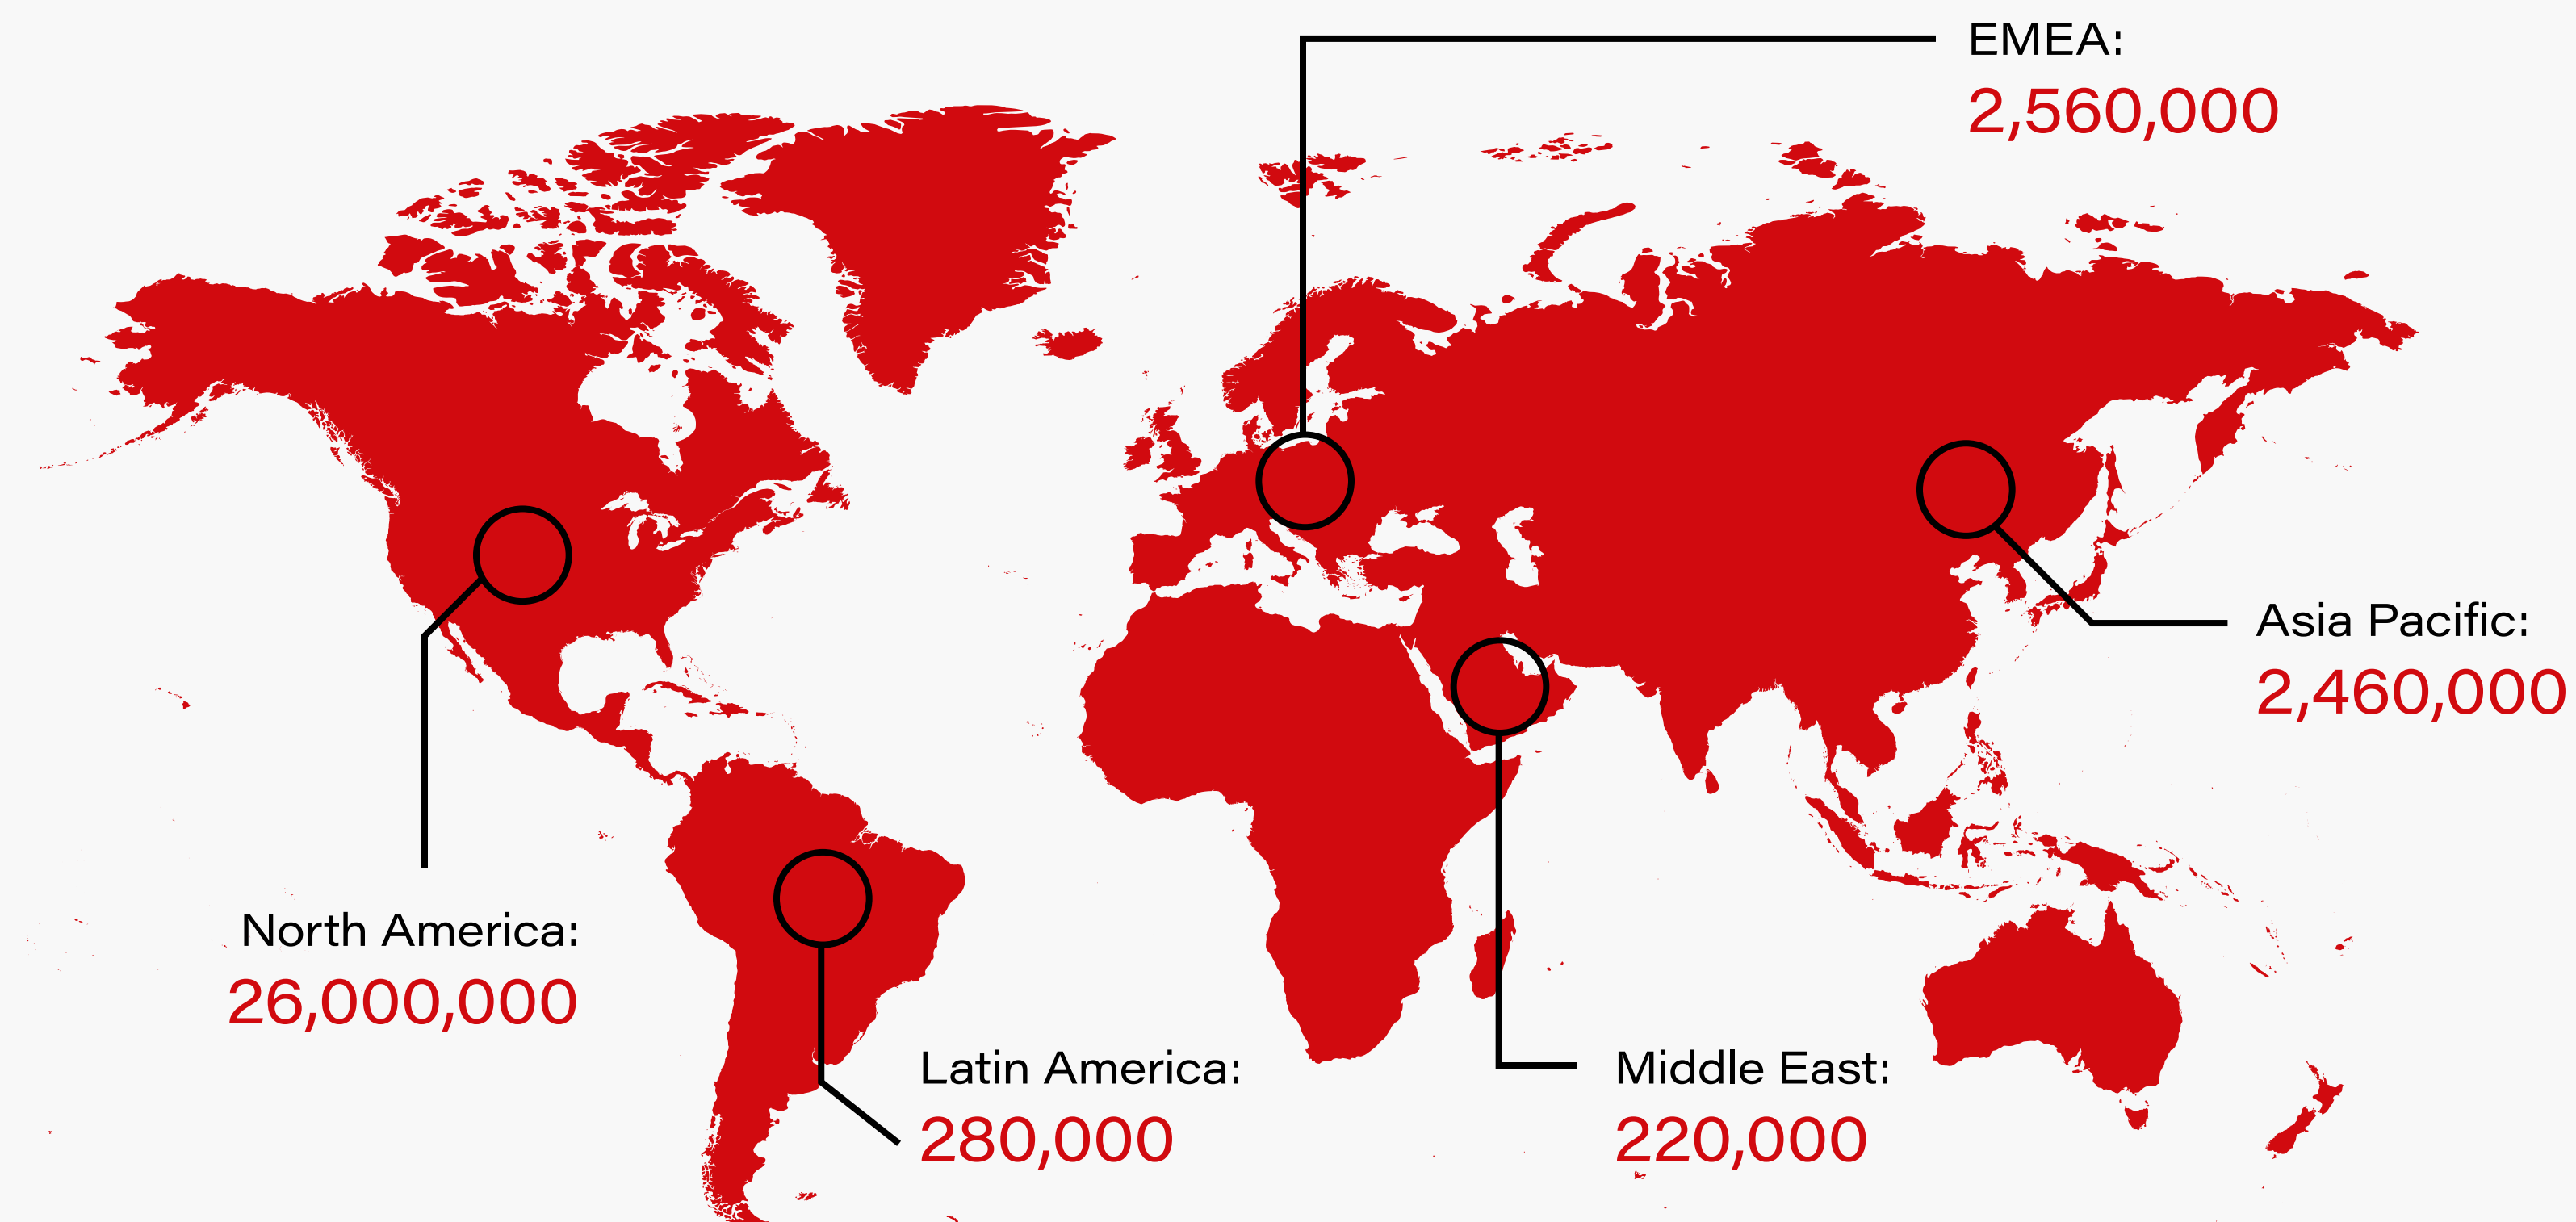 EMEA:
2,560,000
Asia Pacific:
2,460,000
North America:
26,000,000
Latin America:
280,000
Middle East:
220,000